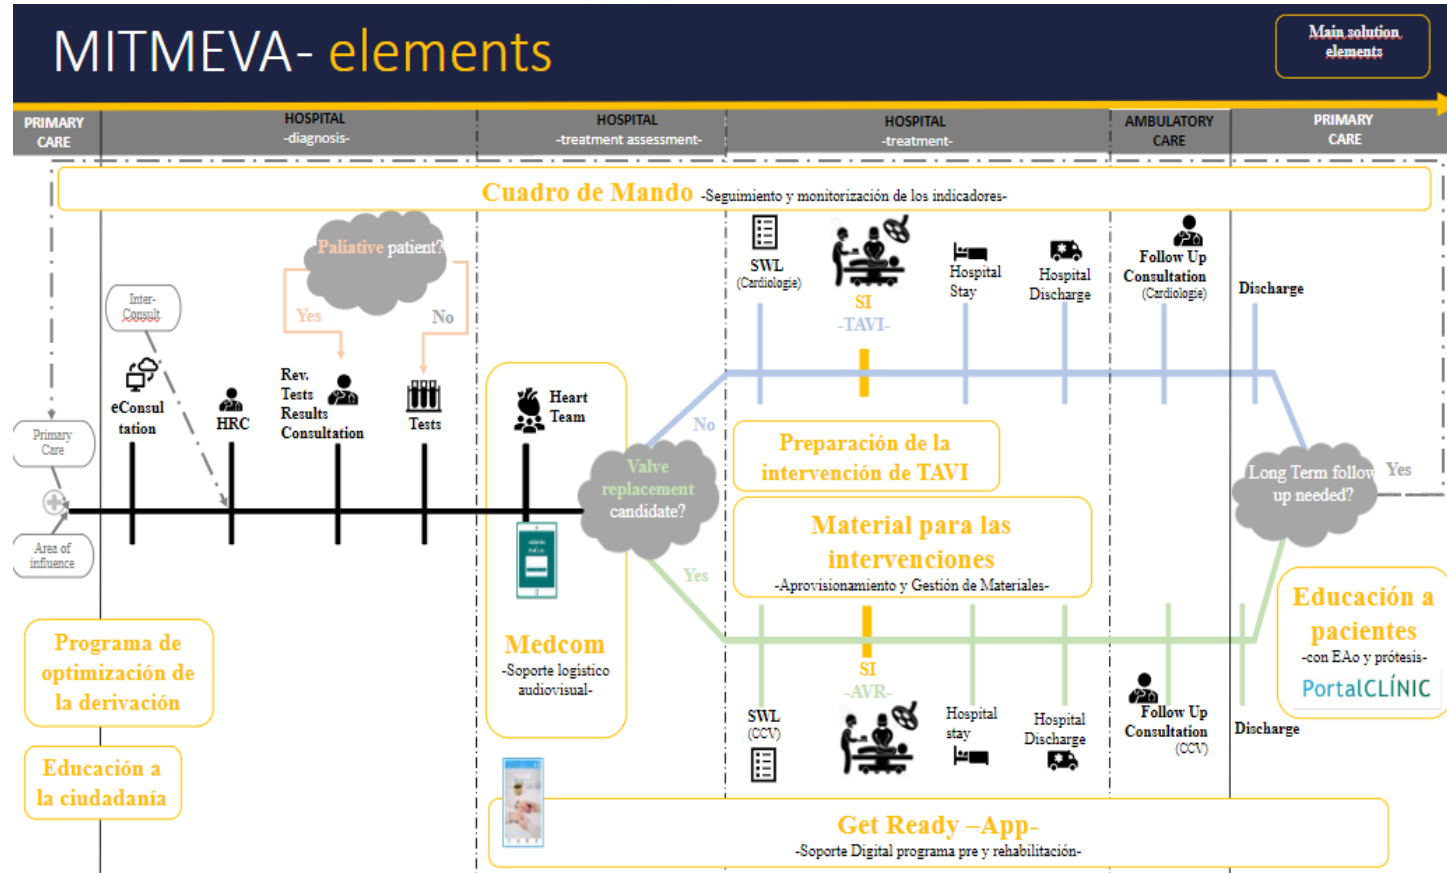 MITMEVA- elements
Main solution
elements
PRIMARY
CARE
HOSPITAL
-diagnosis-
HOSPITAL
-treatment assessment-
HOSPITAL
-treatment-
AMBULATORY
CARE
PRIMARY
CARE
Cuadro de Mando -Seguimiento y monitorización de los indicadores-
Paliative patient?
Yes
No
Inter-
Consult
eConsul
tation
HRC
Rev.
Tests
Results
Consultation
Tests
Primary
Care
Area of
influence
Heart
Team
Valve
replacement
candidate?
No
Yes
SWL
(Cardiologie)
SI
-TAVI-
Hospital
Stay
Hospital
Discharge
Follow Up
Consultation
(Cardiologie)
Discharge
Preparación de la
intervención de TAVI
Material para las
intervenciones
-Aprovisionamiento y Gestión de Materiales-
Long Term follow
up needed?
Yes
SI
-AVR-
SWL
(CCV)
Hospital
stay
Hospital
Discharge
Follow Up
Consultation
(CCV)
Discharge
Educación a
pacientes
-con EAo y prótesis-
PortalCLÍNIC
Medcom
-Soporte logístico
audiovisual-
Programa de
optimización de
la derivación
Educación a
la ciudadanía
Get Ready –App-
-Soporte Digital programa pre y rehabilitación-